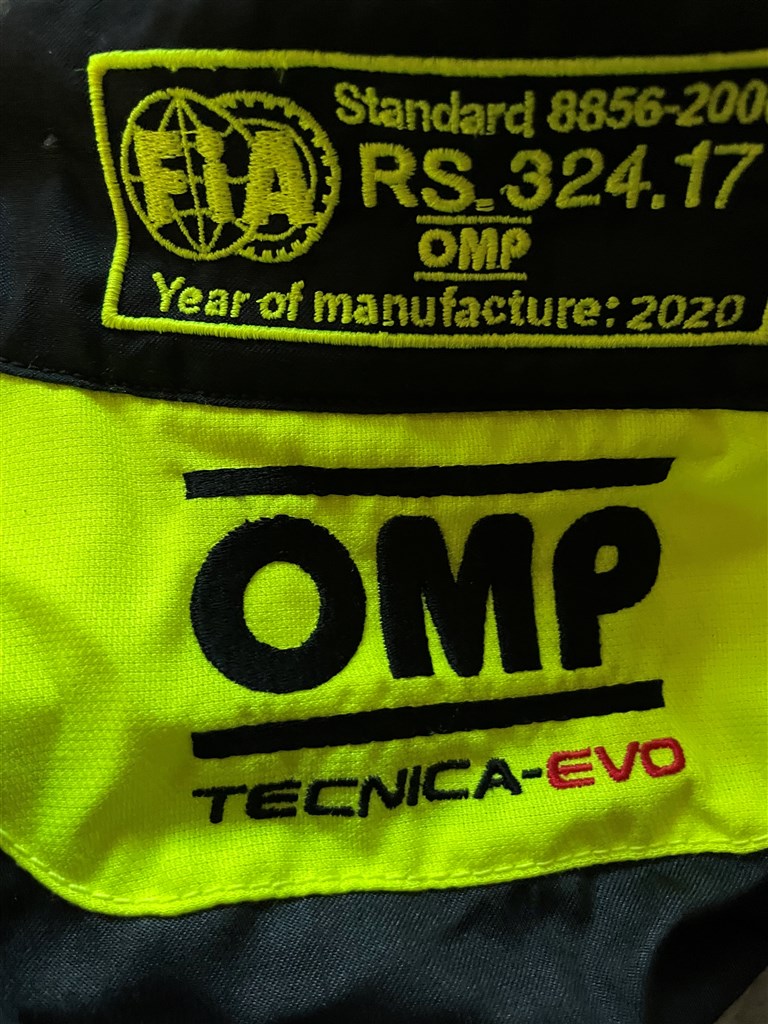 FIA
Standard 8856-200
RS.324.17
OMP
Year of manufacture: 2020
OMP
TECNICA-EVO